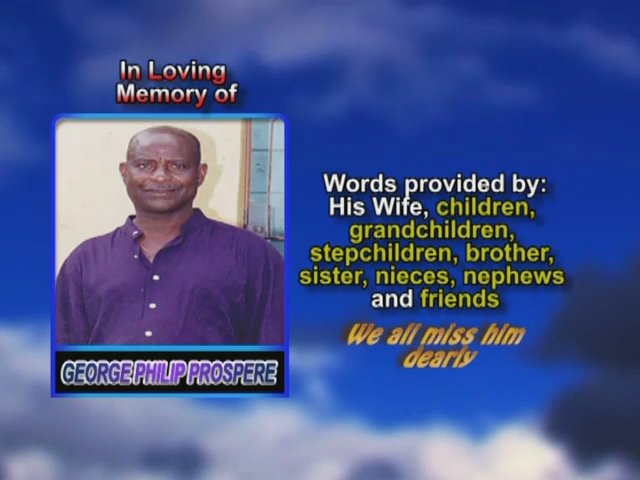 In Loving
Memory of
GEORGE PHILIP PROSPERE
Words provided by:
His Wife, children,
grandchildren,
stepchildren, brother,
sister, nieces, nephews
and friends
We all miss him
dearly